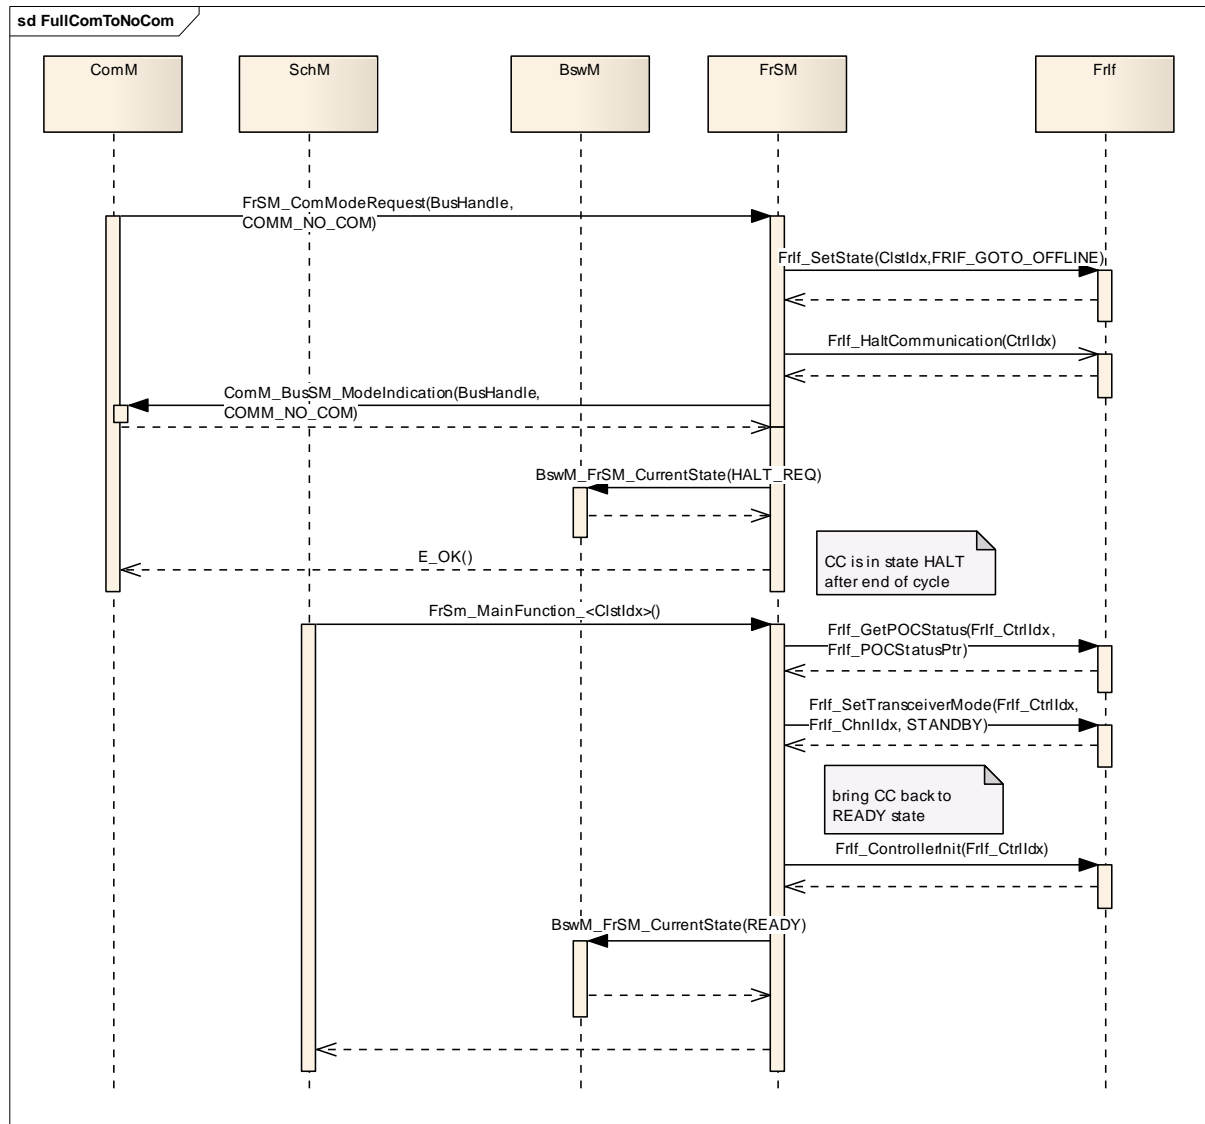 sd FullComToNoCom
ComM
SchM
BswM
FrSM
FrIf
FrSM_ComModeRequest(BusHandle,
COMM_NO_COM)
FrIf_SetState(ClstIdx,FRIF_GOTO_OFFLINE)
FrIf_HaltCommunication(CtrlIdx)
ComM_BusSM_ModeIndication(BusHandle,
COMM_NO_COM)
BswM_FrSM_CurrentState(HALT_REQ)
E_OK()
CC is in state HALT
after end of cycle
FrSm_MainFunction_<ClstIdx>()
FrIf_GetPOCStatus(FrIf_CtrlIdx,
FrIf_POCStatusPtr)
FrIf_SetTransceiverMode(FrIf_CtrlIdx,
FrIf_ChnlIdx, STANDBY)
bring CC back to
READY state
FrIf_ControllerInit(FrIf_CtrlIdx)
BswM_FrSM_CurrentState(READY)